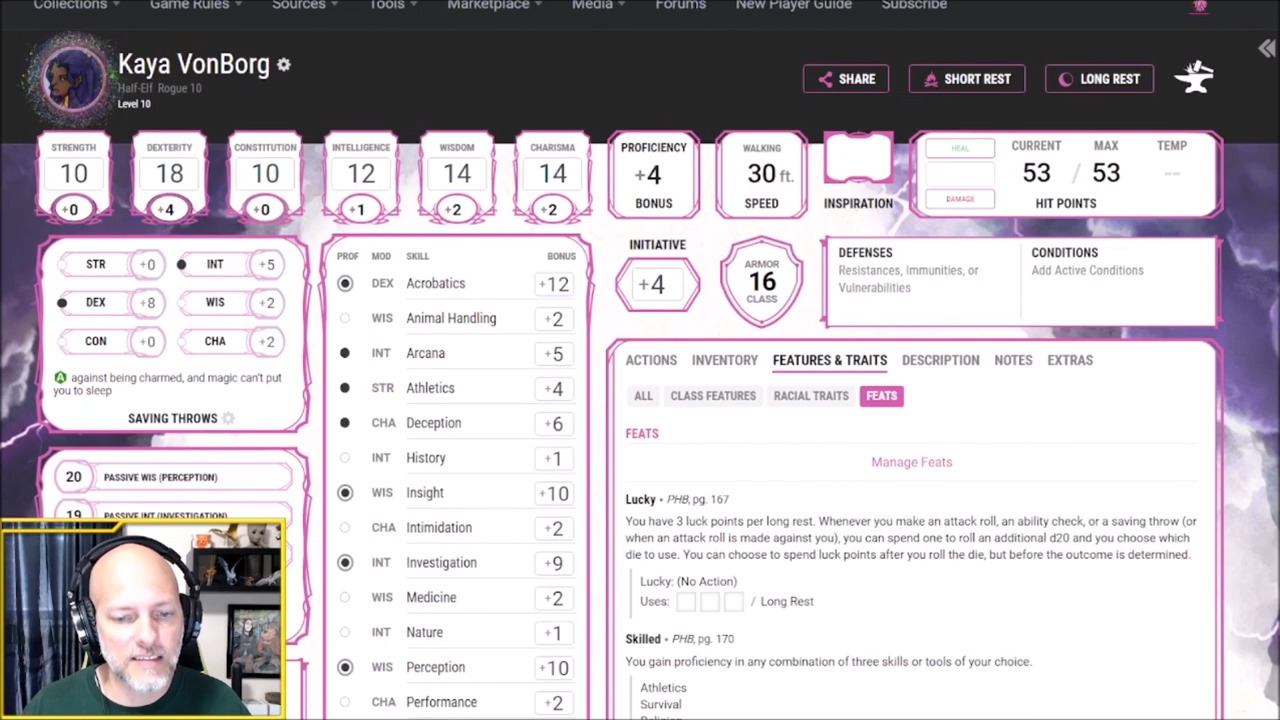 Collections Game Rules Sources Tools Marketplace Media Forums New Player Guide Subscribe
Kaya VonBorg
Half-Elf Rogue 10
Level 10
SHARE
SHORT REST
LONG REST
STRENGTH
10
+0
DEXTERITY
18
+4
CONSTITUTION
10
+0
INTELLIGENCE
12
+1
WISDOM
14
+2
CHARISMA
14
+2
PROFICIENCY
+4
BONUS
WALKING
30 ft.
SPEED
INSPIRATION
HEAL
DAMAGE
CURRENT MAX TEMP
53 / 53 --
HIT POINTS
STR +0 INT +5
DEX +8 WIS +2
CON +0 CHA +2
A against being charmed, and magic can't put
you to sleep
SAVING THROWS
20 PASSIVE WIS (PERCEPTION)
19 PASSIVE INT (INVESTIGATION)
PROF MOD SKILL BONUS
DEX Acrobatics +12
WIS Animal Handling +2
INT Arcana +5
STR Athletics +4
CHA Deception +6
INT History +1
WIS Insight +10
CHA Intimidation +2
INT Investigation +9
WIS Medicine +2
INT Nature +1
WIS Perception +10
CHA Performance +2
INITIATIVE
+4
ARMOR
16
CLASS
DEFENSES
Resistances, Immunities, or
Vulnerabilities
CONDITIONS
Add Active Conditions
ACTIONS INVENTORY FEATURES & TRAITS DESCRIPTION NOTES EXTRAS
ALL CLASS FEATURES RACIAL TRAITS FEATS
FEATS
Manage Feats
Lucky • PHB, pg. 167
You have 3 luck points per long rest. Whenever you make an attack roll, an ability check, or a saving throw (or
when an attack roll is made against you), you can spend one to roll an additional d20 and you choose which
die to use. You can choose to spend luck points after you roll the die, but before the outcome is determined.
Lucky: (No Action)
Uses: / Long Rest
Skilled • PHB, pg. 170
You gain proficiency in any combination of three skills or tools of your choice.
Athletics
Survival
Religion